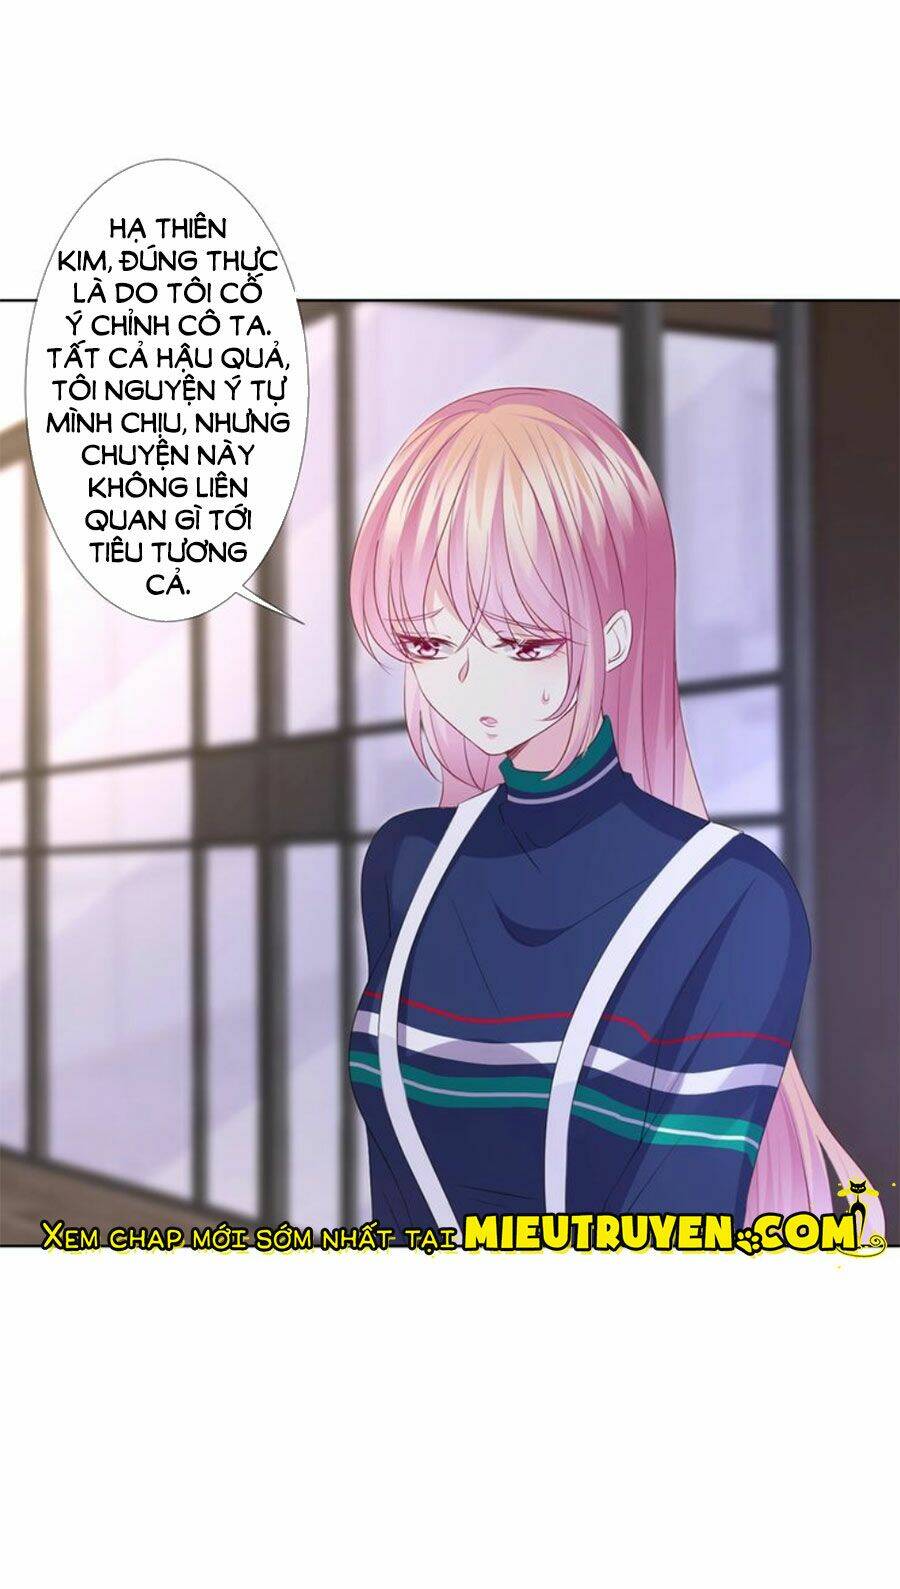 HẠ THIÊN
KIM, ĐÚNG THỰC
LÀ DO TÔI CỐ
Ý CHỈNH CÔ TA.
TẤT CẢ HẬU QUẢ,
TÔI NGUYỆN Ý TỰ
MÌNH CHỊU, NHƯNG
CHUYỆN NÀY
KHÔNG LIÊN
QUAN GÌ TỚI
TIÊU TƯƠNG
CẢ.
XEM CHAP MỚI SỚM NHẤT TẠI MIEUTRUYEN.COM